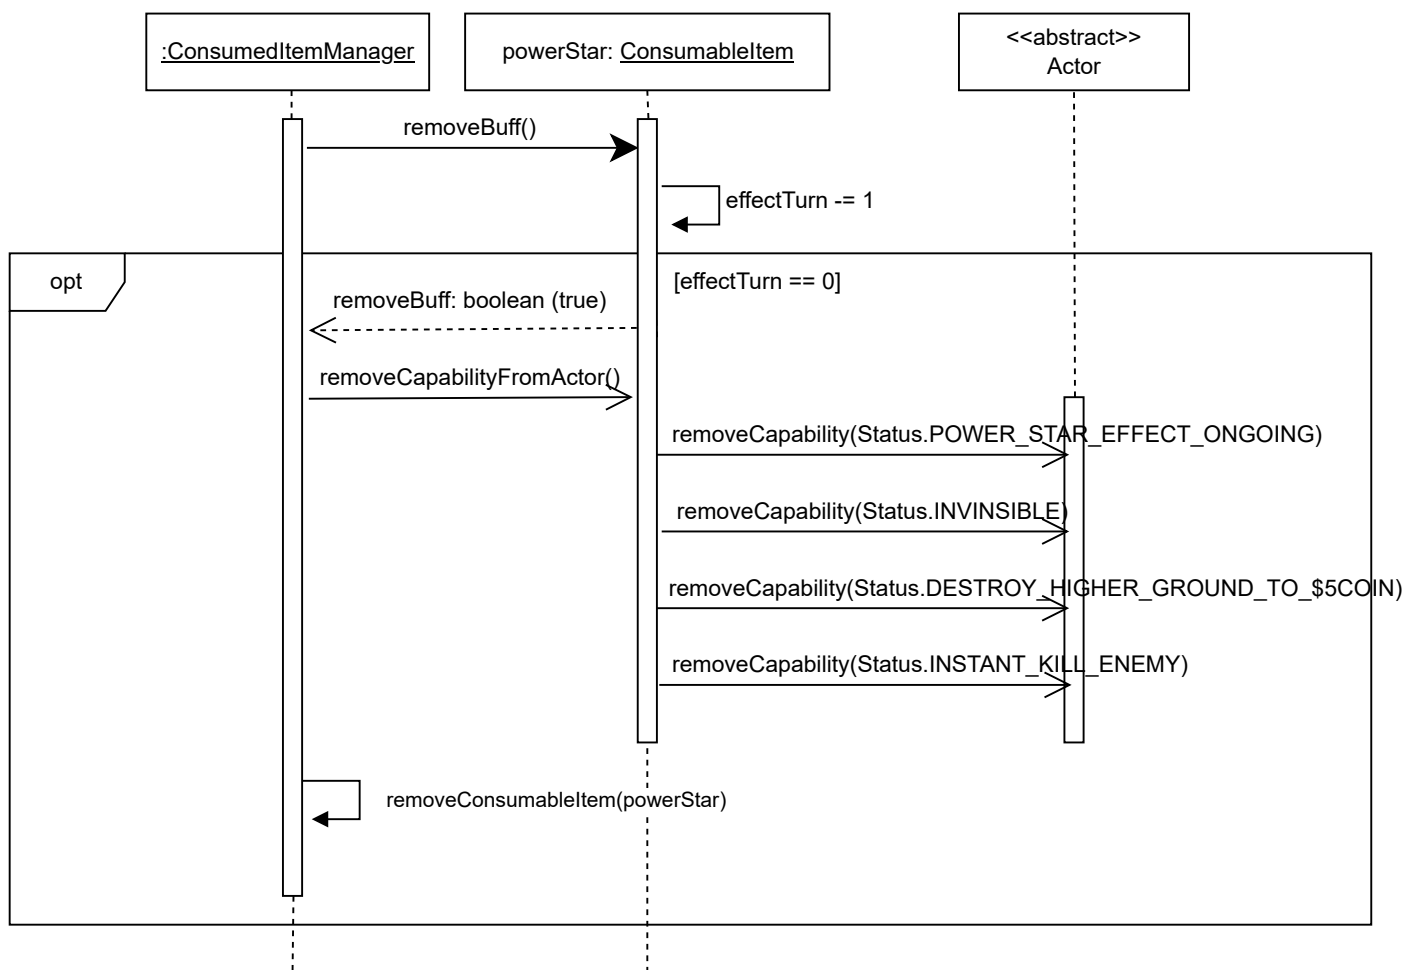 :ConsumedItemManager
powerStar: ConsumableItem
<<abstract>>
Actor
removeBuff()
effectTurn -= 1
opt
[effectTurn == 0]
removeBuff: boolean (true)
removeCapabilityFromActor()
removeCapability(Status.POWER_STAR_EFFECT_ONGOING)
removeCapability(Status.INVINSIBLE)
removeCapability(Status.DESTROY_HIGHER_GROUND_TO_$5COIN)
removeCapability(Status.INSTANT_KILL_ENEMY)
removeConsumableItem(powerStar)